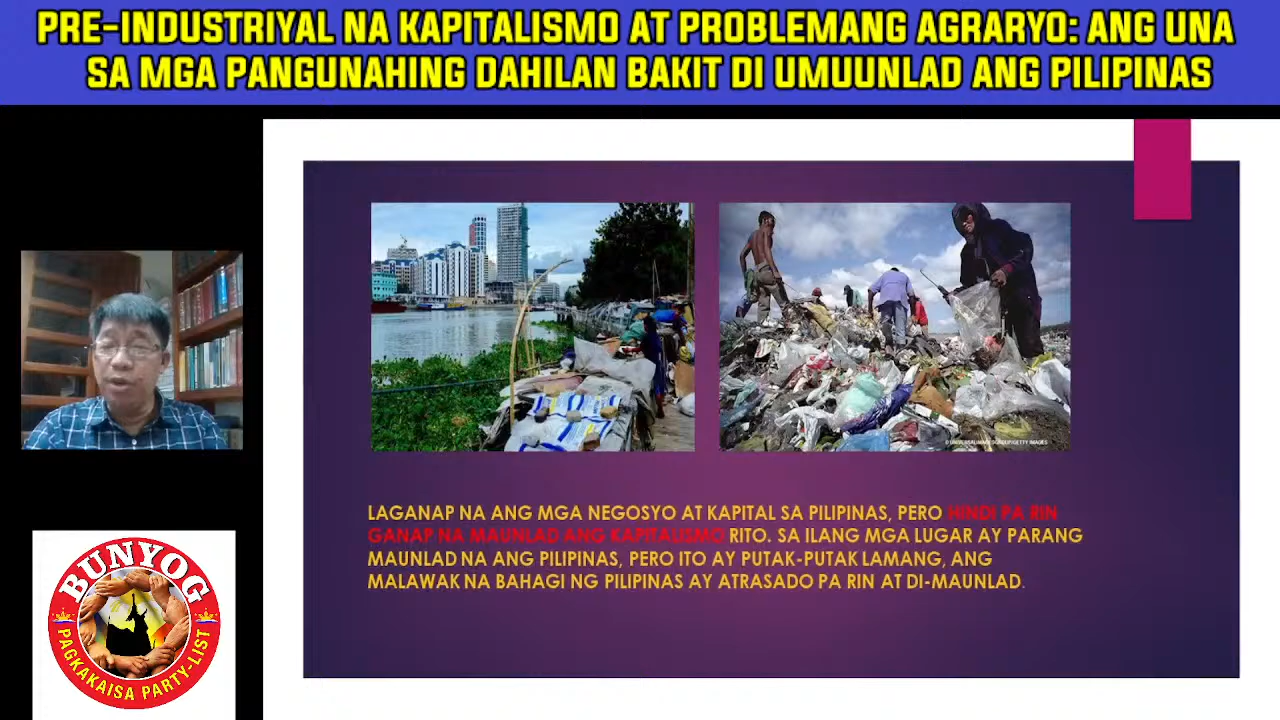 PRE-INDUSTRIYAL NA KAPITALISMO AT PROBLEMANG AGRARYO: ANG UNA
SA MGA PANGUNAHING DAHILAN BAKIT DI UMUUNLAD ANG PILIPINAS
LAGANAP NA ANG MGA NEGOSYO AT KAPITAL SA PILIPINAS, PERO HINDI PA RIN
GANAP NA MAUNLAD ANG KAPITALISMO RITO. SA ILANG MGA LUGAR AY PARANG
MAUNLAD NA ANG PILIPINAS, PERO ITO AY PUTAK-PUTAK LAMANG, ANG
MALAWAK NA BAHAGI NG PILIPINAS AY ATRASADO PA RIN AT DI-MAUNLAD.
BUNYOG
PAGKAKAISA PARTY-LIST